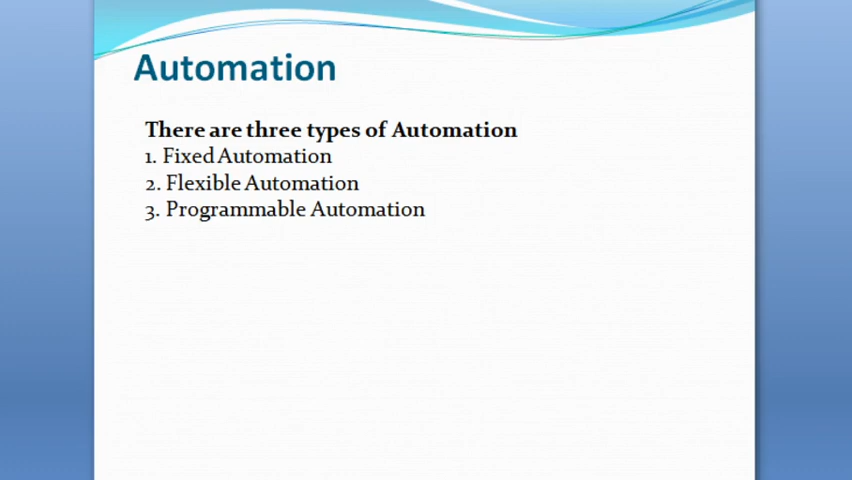 Automation
There are three types of Automation
1. Fixed Automation
2. Flexible Automation
3. Programmable Automation